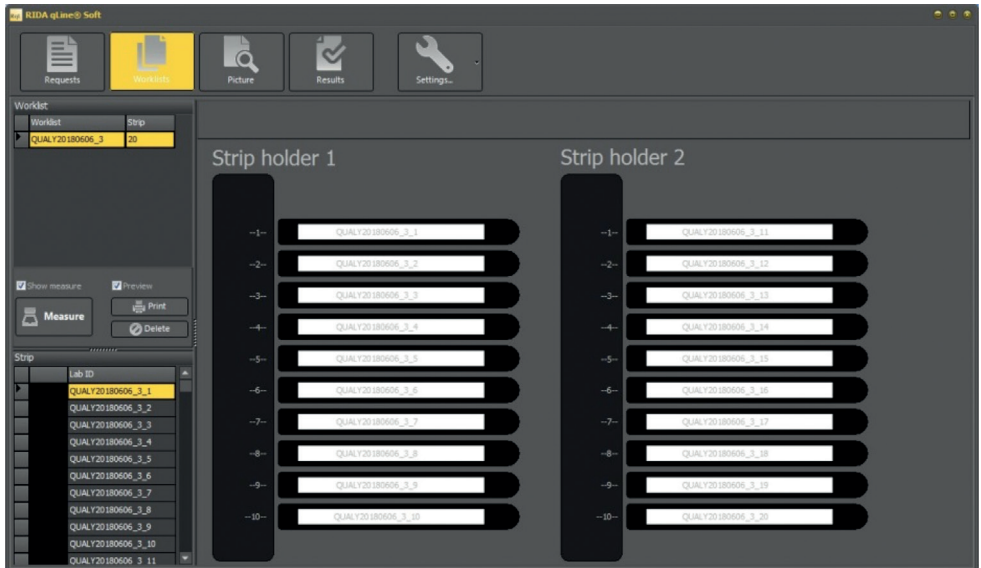 RIDA qLine® Soft
Requests
Worklists
Picture
Results
Settings...
Worklist
Worklist Strip
QUALY20180606_3 20
Show measure Preview
Measure
Print
Delete
Strip
Lab ID
QUALY20180606_3_1
QUALY20180606_3_2
QUALY20180606_3_3
QUALY20180606_3_4
QUALY20180606_3_5
QUALY20180606_3_6
QUALY20180606_3_7
QUALY20180606_3_8
QUALY20180606_3_9
QUALY20180606_3_10
QUALY20180606_3_11
Strip holder 1
--1-- QUALY20180606_3_1
--2-- QUALY20180606_3_2
--3-- QUALY20180606_3_3
--4-- QUALY20180606_3_4
--5-- QUALY20180606_3_5
--6-- QUALY20180606_3_6
--7-- QUALY20180606_3_7
--8-- QUALY20180606_3_8
--9-- QUALY20180606_3_9
--10-- QUALY20180606_3_10
Strip holder 2
--1-- QUALY20180606_3_11
--2-- QUALY20180606_3_12
--3-- QUALY20180606_3_13
--4-- QUALY20180606_3_14
--5-- QUALY20180606_3_15
--6-- QUALY20180606_3_16
--7-- QUALY20180606_3_17
--8-- QUALY20180606_3_18
--9-- QUALY20180606_3_19
--10-- QUALY20180606_3_20